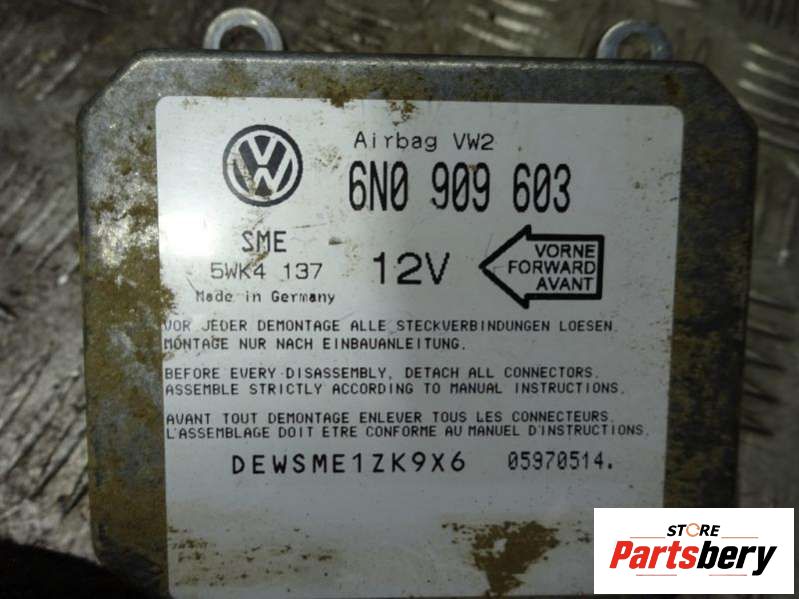 Airbag VW2
6N0 909 603
SME
5WK4 137
12V
VORNE
FORWARD
AVANT
Made in Germany
VOR JEDER DEMONTAGE ALLE STECKVERBINDUNGEN LOESEN.
MONTAGE NUR NACH EINBAUANLEITUNG.
BEFORE EVERY DISASSEMBLY, DETACH ALL CONNECTORS.
ASSEMBLE STRICTLY ACCORDING TO MANUAL INSTRUCTIONS.
AVANT TOUT DEMONTAGE ENLEVER TOUS LES CONNECTEURS.
L'ASSEMBLAGE DOIT ETRE CONFORME AU MANUEL D'INSTRUCTIONS.
DEWSME1ZK9X6 05970514.
STORE
Partsbery